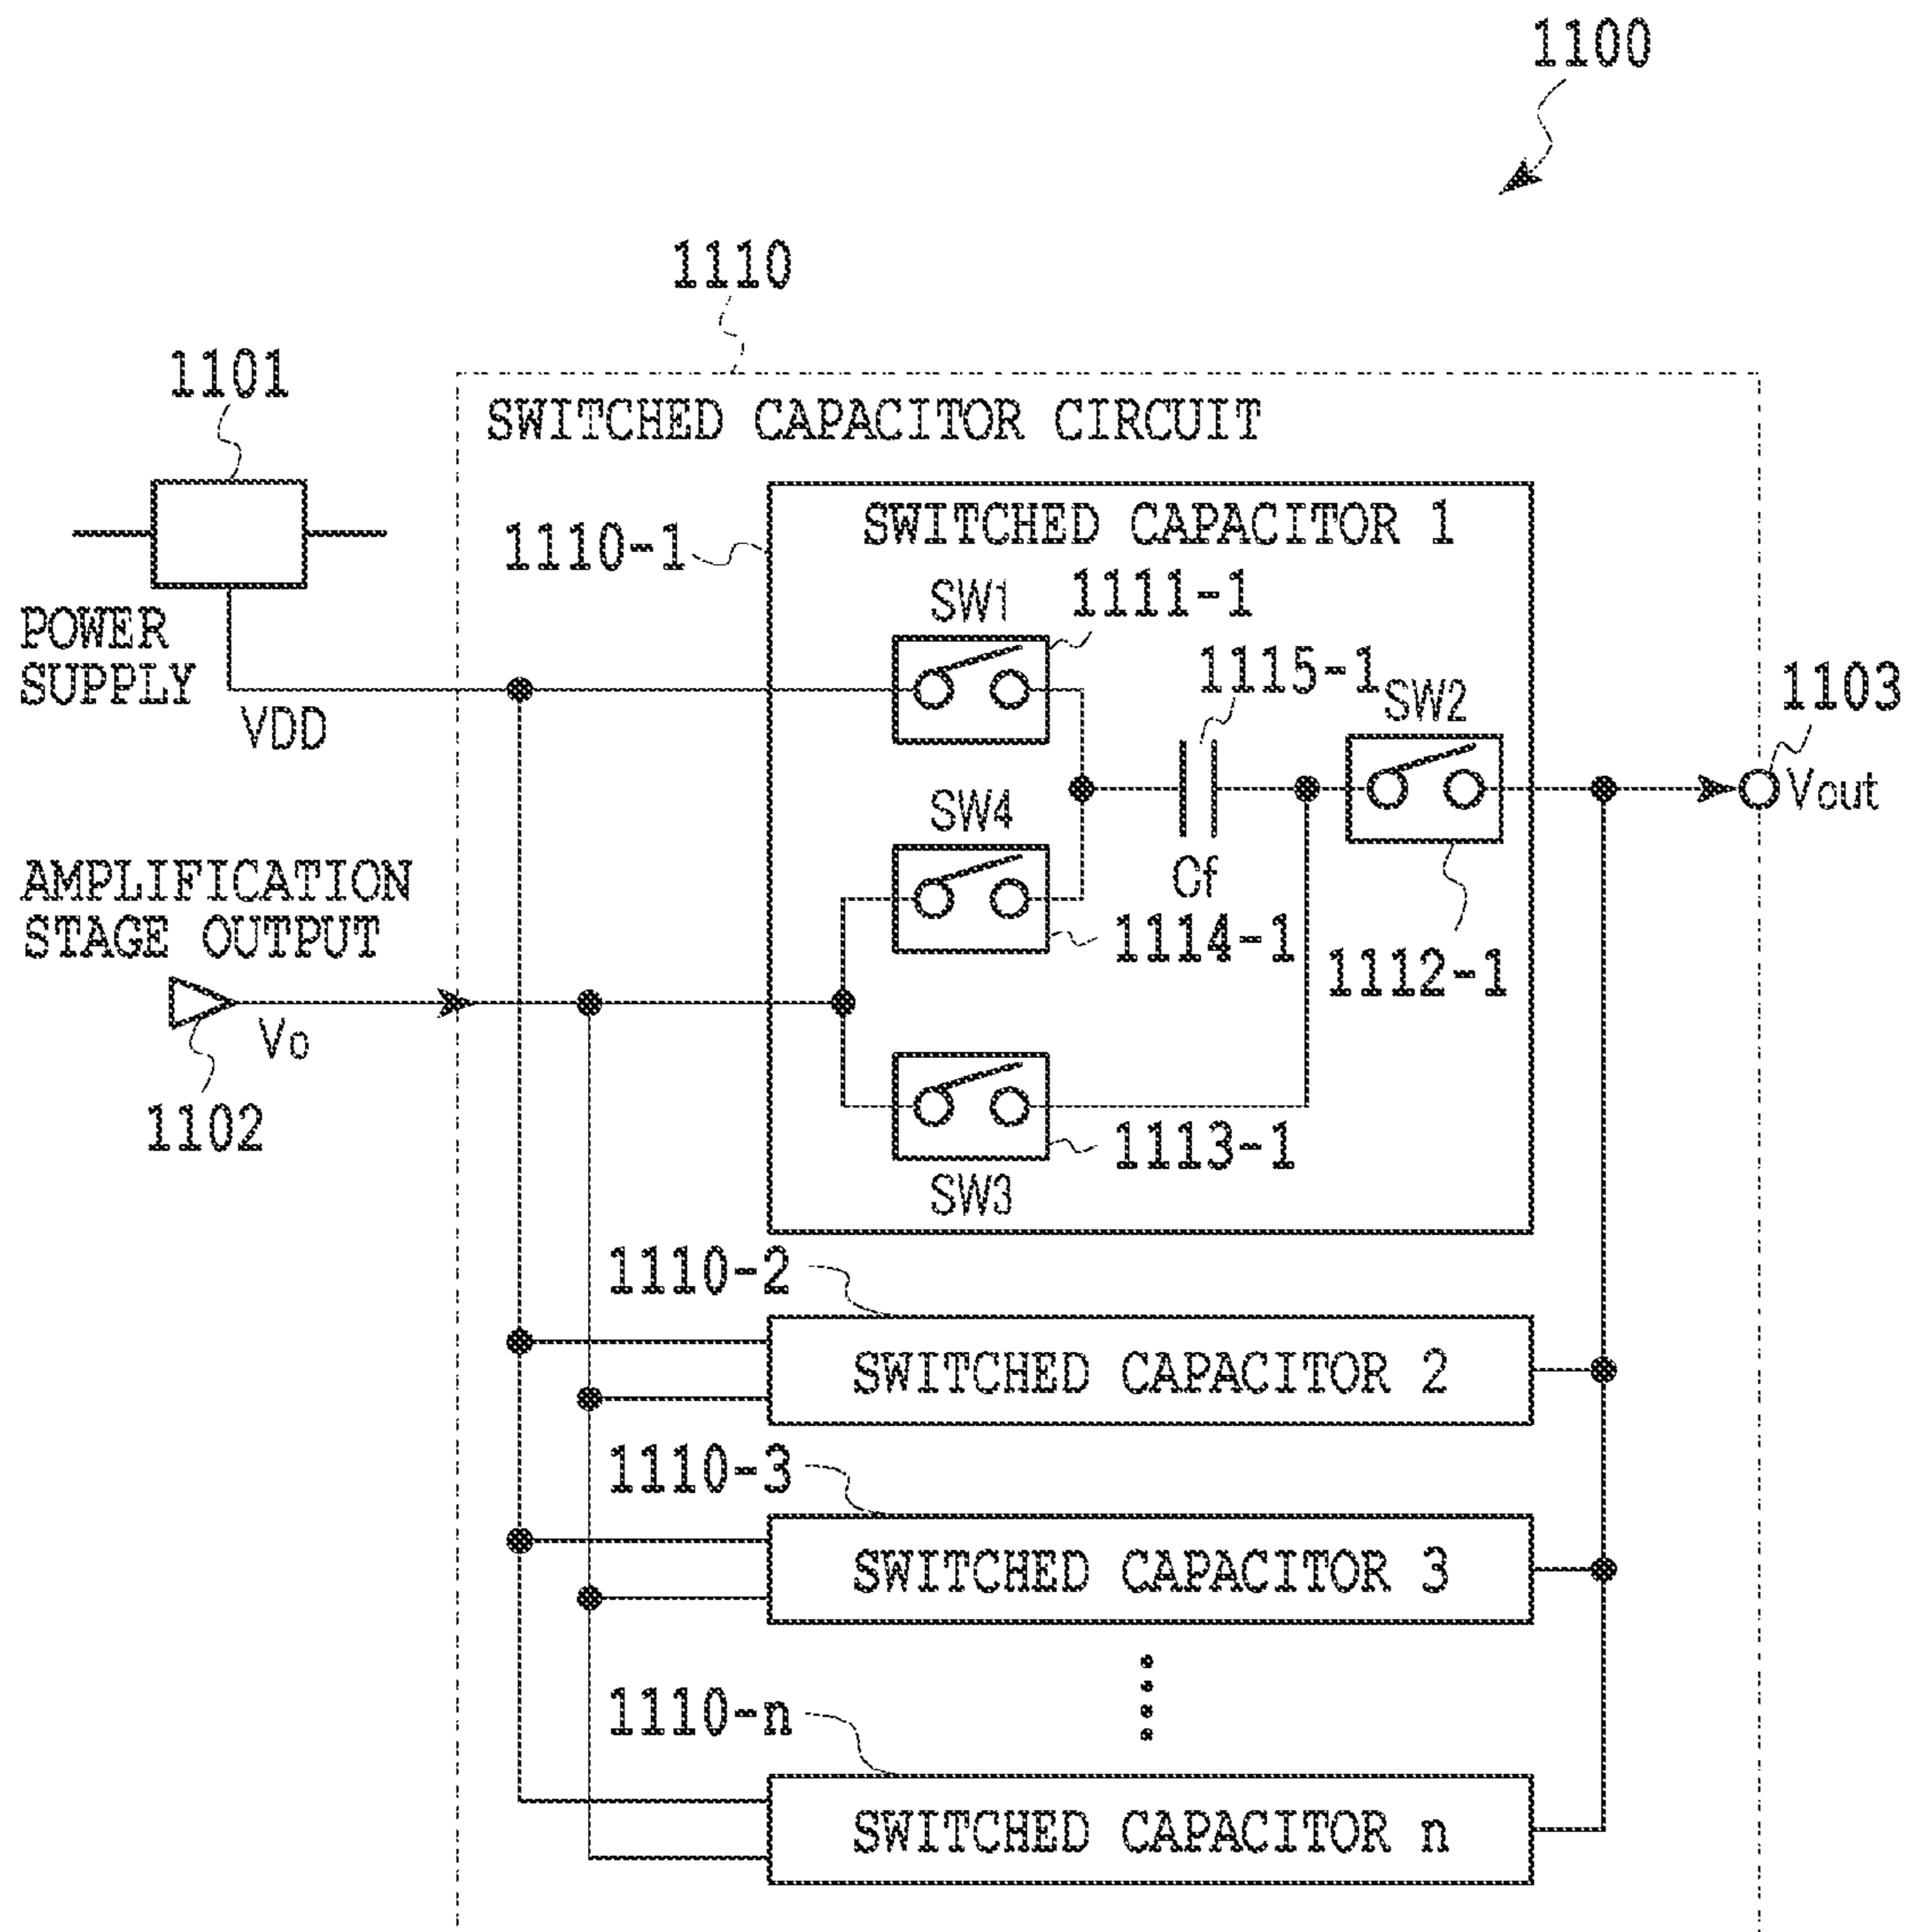 1100
1110
1101
SWITCHED CAPACITOR CIRCUIT
1110-1
SWITCHED CAPACITOR 1
SW1
1111-1
POWER
SUPPLY
VDD
1115-1
SW2
1103
Vout
SW4
Cf
1114-1
1112-1
AMPLIFICATION
STAGE OUTPUT
Vo
1102
1113-1
SW3
1110-2
SWITCHED CAPACITOR 2
1110-3
SWITCHED CAPACITOR 3
1110-n
SWITCHED CAPACITOR n